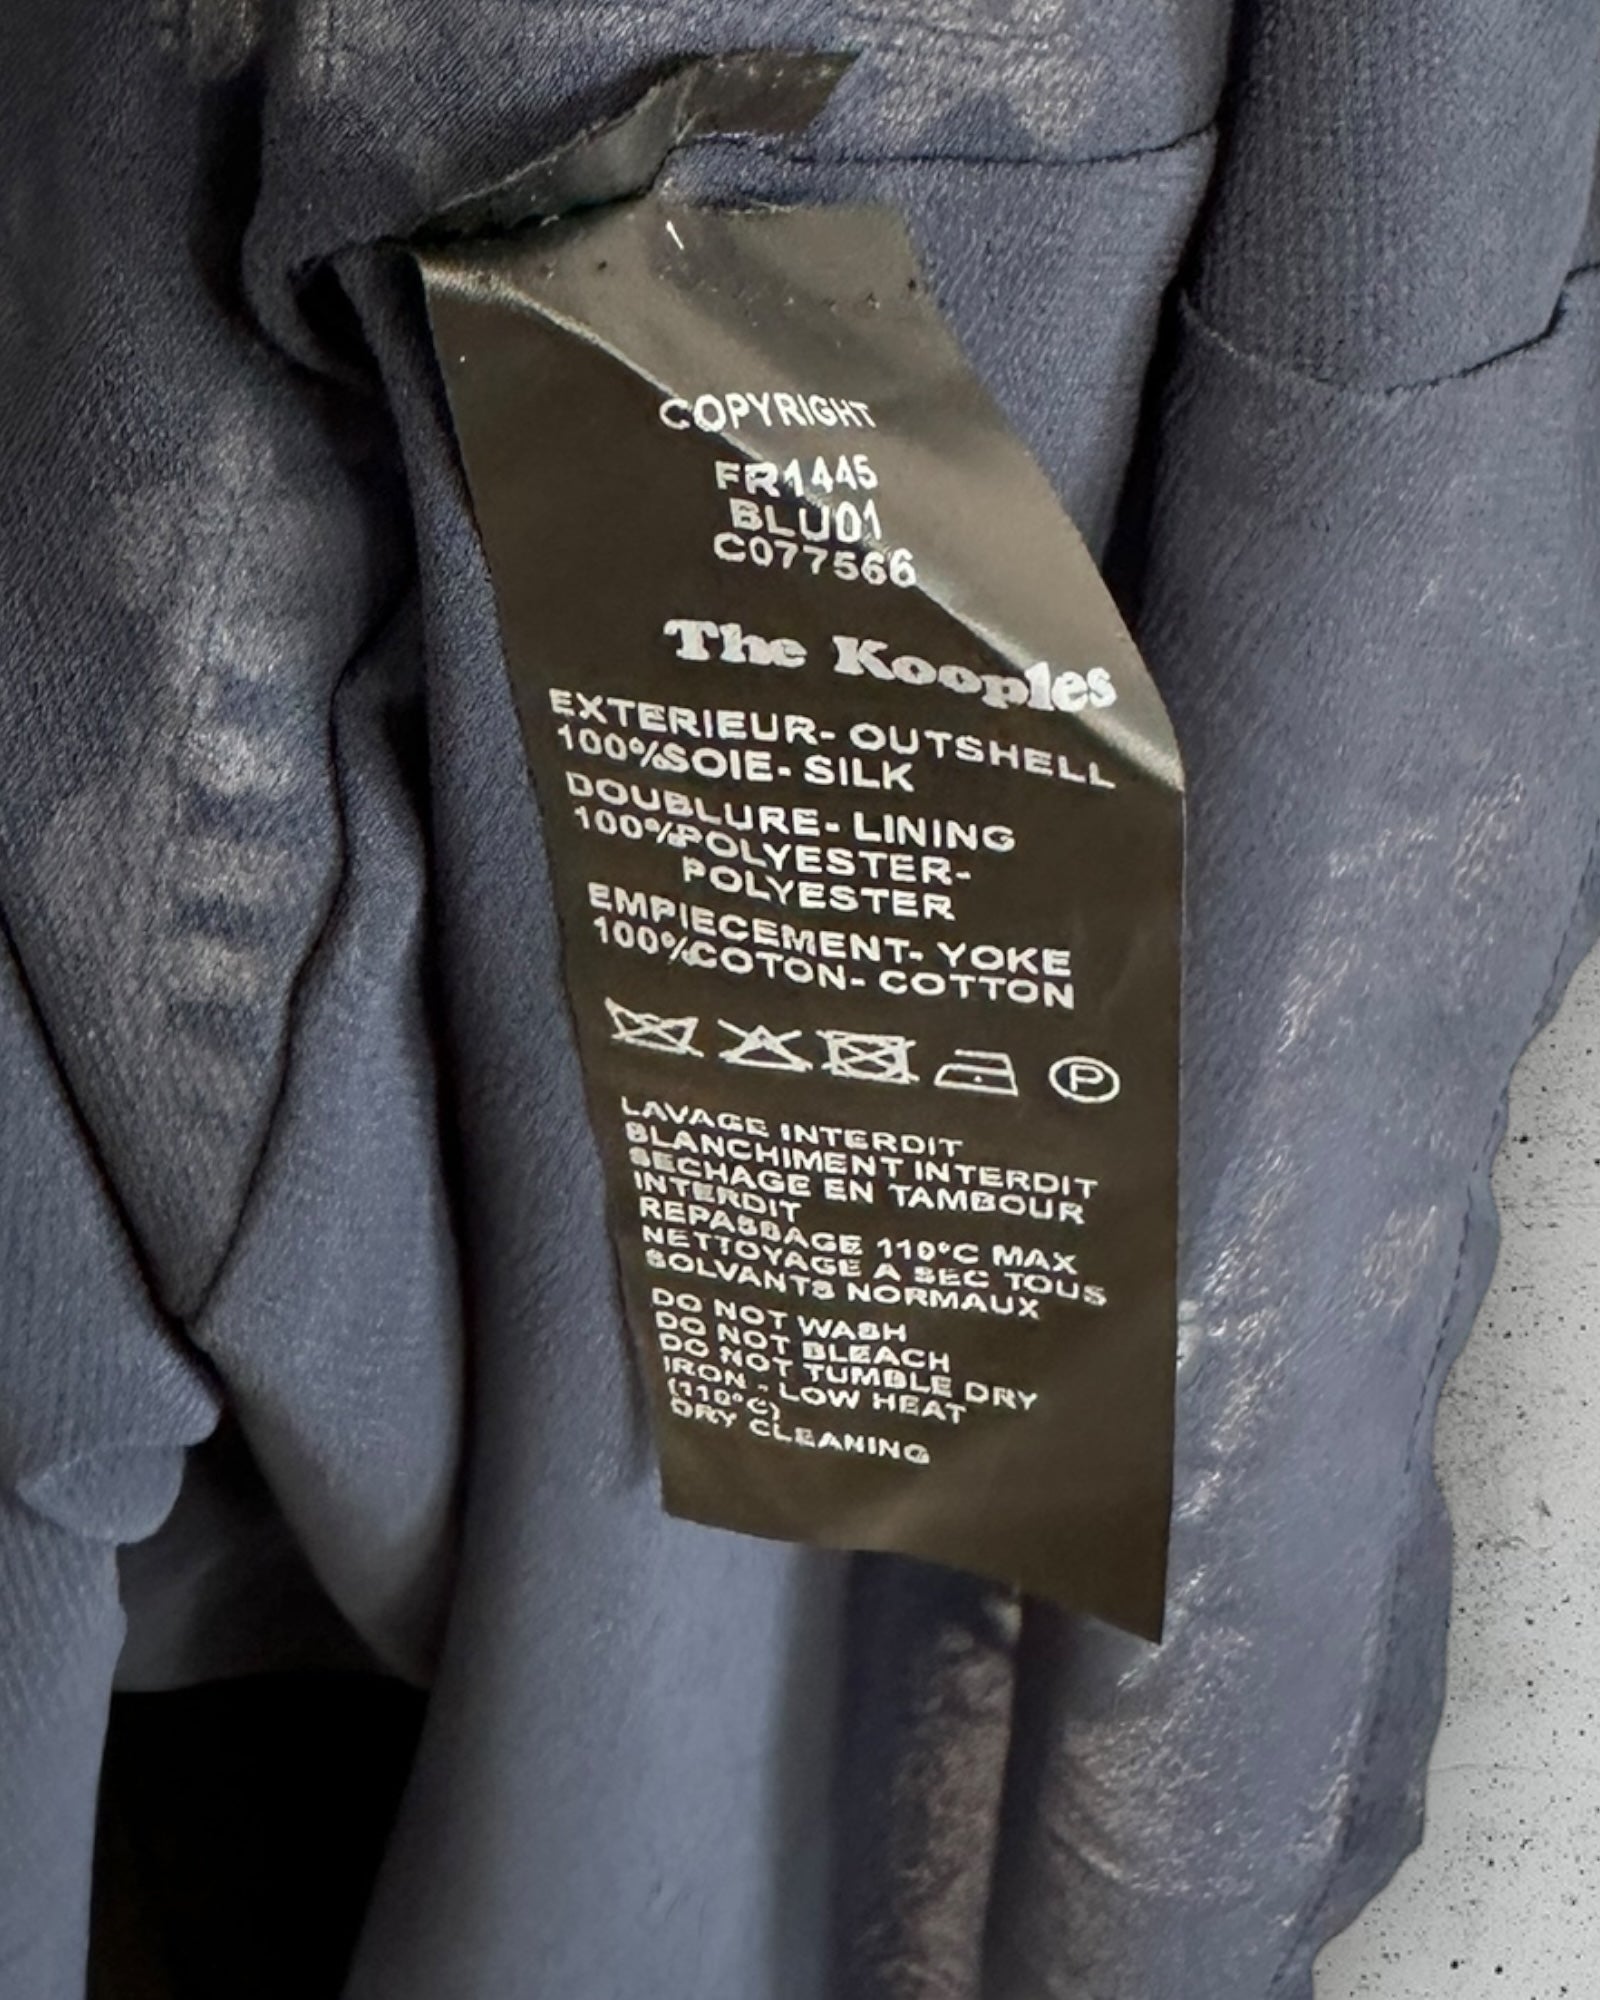 COPYRIGHT
FR1445
BLU01
C077566
The Kooples
EXTERIEUR- OUTSHELL
100%SOIE- SILK
DOUBLURE- LINING
100%POLYESTER-
POLYESTER
EMPIECEMENT- YOKE
100%COTON- COTTON
P
LAVAGE INTERDIT
BLANCHIMENT INTERDIT
SECHAGE EN TAMBOUR
INTERDIT
REPASSAGE 110°C MAX
NETTOYAGE A SEC TOUS
SOLVANTS NORMAUX
DO NOT WASH
DO NOT BLEACH
DO NOT TUMBLE DRY
IRON - LOW HEAT
(110°C)
DRY CLEANING